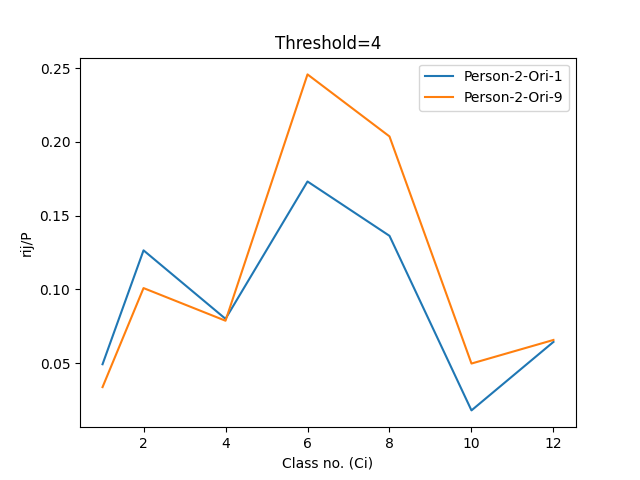 Threshold=4
Person-2-Ori-1
Person-2-Ori-9
0.25
0.20
0.15
0.10
0.05
rij/P
2 4 6 8 10 12
Class no. (Ci)